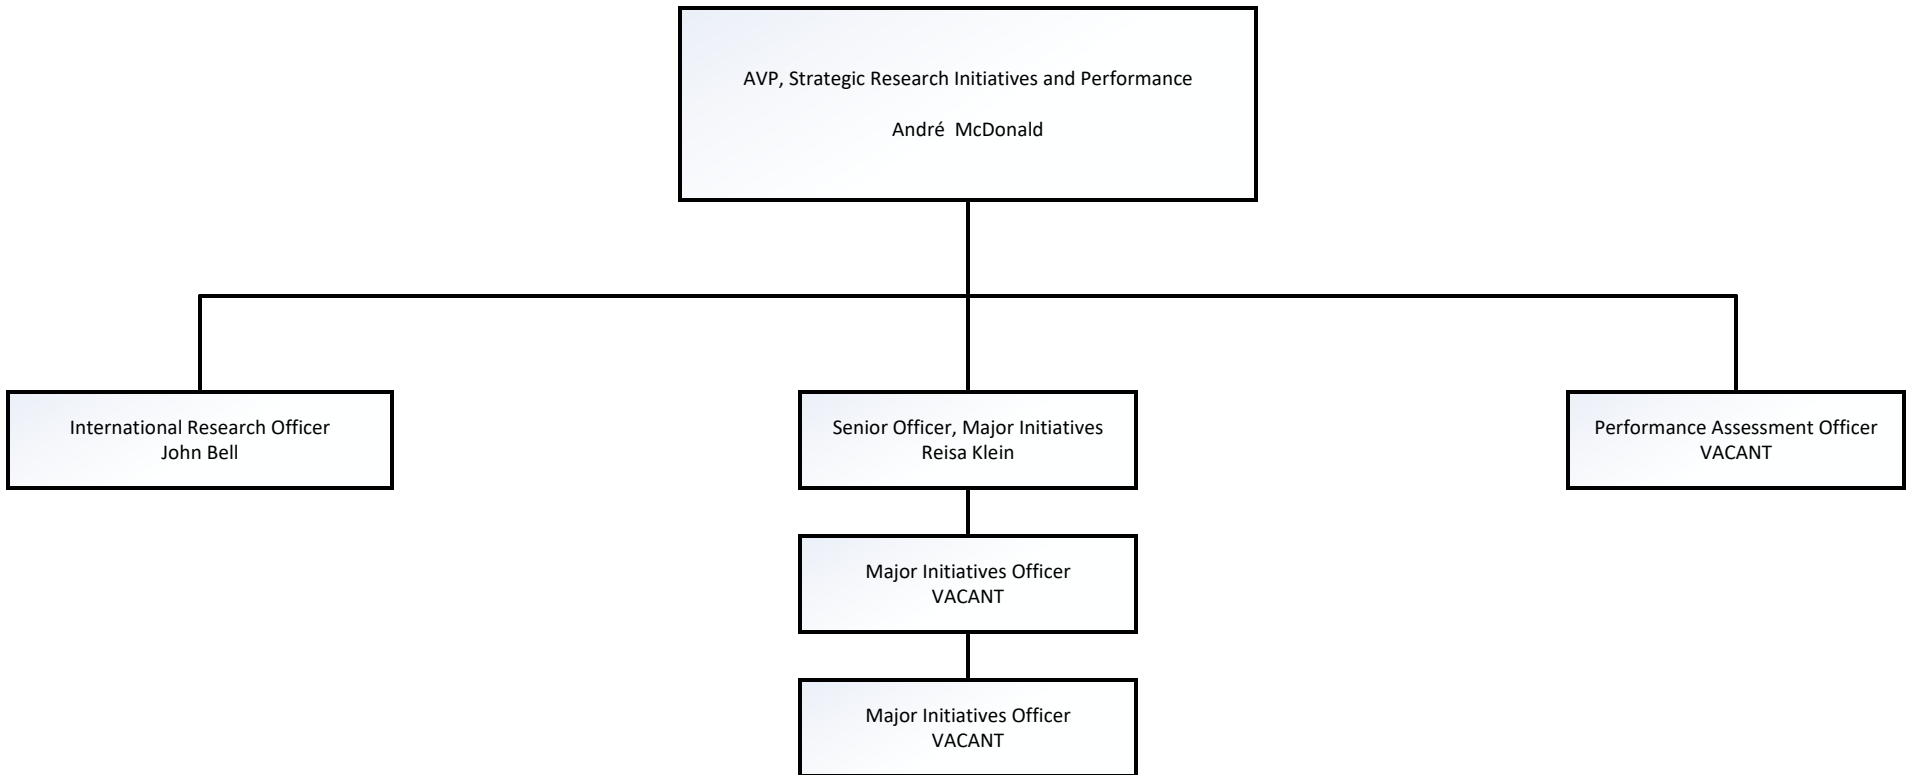 AVP, Strategic Research Initiatives and Performance
André  McDonald
International Research Officer
John Bell
Senior Officer, Major Initiatives
Reisa Klein
Performance Assessment Officer
VACANT
Major Initiatives Officer
VACANT
Major Initiatives Officer
VACANT